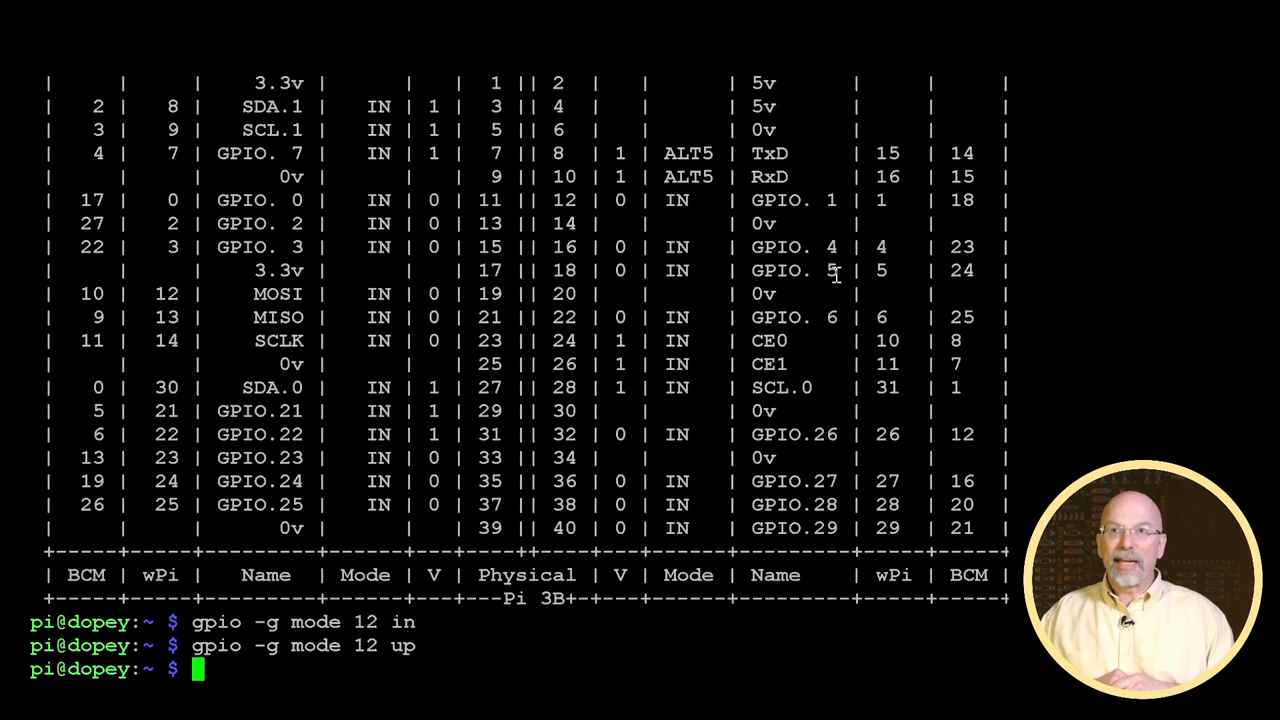 |     |     |    3.3v |      |   |  1 || 2  |   |      | 5v      |     |     |
|   2 |   8 |   SDA.1 |   IN | 1 |  3 || 4  |   |      | 5v      |     |     |
|   3 |   9 |   SCL.1 |   IN | 1 |  5 || 6  |   |      | 0v      |     |     |
|   4 |   7 | GPIO. 7 |   IN | 1 |  7 || 8  | 1 | ALT5 | TxD     | 15  | 14  |
|     |     |      0v |      |   |  9 || 10 | 1 | ALT5 | RxD     | 16  | 15  |
|  17 |   0 | GPIO. 0 |   IN | 0 | 11 || 12 | 0 | IN   | GPIO. 1 | 1   | 18  |
|  27 |   2 | GPIO. 2 |   IN | 0 | 13 || 14 |   |      | 0v      |     |     |
|  22 |   3 | GPIO. 3 |   IN | 0 | 15 || 16 | 0 | IN   | GPIO. 4 | 4   | 23  |
|     |     |    3.3v |      |   | 17 || 18 | 0 | IN   | GPIO. 5 | 5   | 24  |
|  10 |  12 |    MOSI |   IN | 0 | 19 || 20 |   |      | 0v      |     |     |
|   9 |  13 |    MISO |   IN | 0 | 21 || 22 | 0 | IN   | GPIO. 6 | 6   | 25  |
|  11 |  14 |    SCLK |   IN | 0 | 23 || 24 | 1 | IN   | CE0     | 10  | 8   |
|     |     |      0v |      |   | 25 || 26 | 1 | IN   | CE1     | 11  | 7   |
|   0 |  30 |   SDA.0 |   IN | 1 | 27 || 28 | 1 | IN   | SCL.0   | 31  | 1   |
|   5 |  21 | GPIO.21 |   IN | 1 | 29 || 30 |   |      | 0v      |     |     |
|   6 |  22 | GPIO.22 |   IN | 1 | 31 || 32 | 0 | IN   | GPIO.26 | 26  | 12  |
|  13 |  23 | GPIO.23 |   IN | 0 | 33 || 34 |   |      | 0v      |     |     |
|  19 |  24 | GPIO.24 |   IN | 0 | 35 || 36 | 0 | IN   | GPIO.27 | 27  | 16  |
|  26 |  25 | GPIO.25 |   IN | 0 | 37 || 38 | 0 | IN   | GPIO.28 | 28  | 20  |
|     |     |      0v |      |   | 39 || 40 | 0 | IN   | GPIO.29 | 29  | 21  |
+-----+-----+---------+------+---+----++----+---+------+---------+-----+-----+
| BCM | wPi |   Name  | Mode | V | Physical | V | Mode | Name    | wPi | BCM |
+-----+-----+---------+------+---+---Pi 3B+-+---+------+---------+-----+-----+
pi@dopey:~ $ gpio -g mode 12 in
pi@dopey:~ $ gpio -g mode 12 up
pi@dopey:~ $